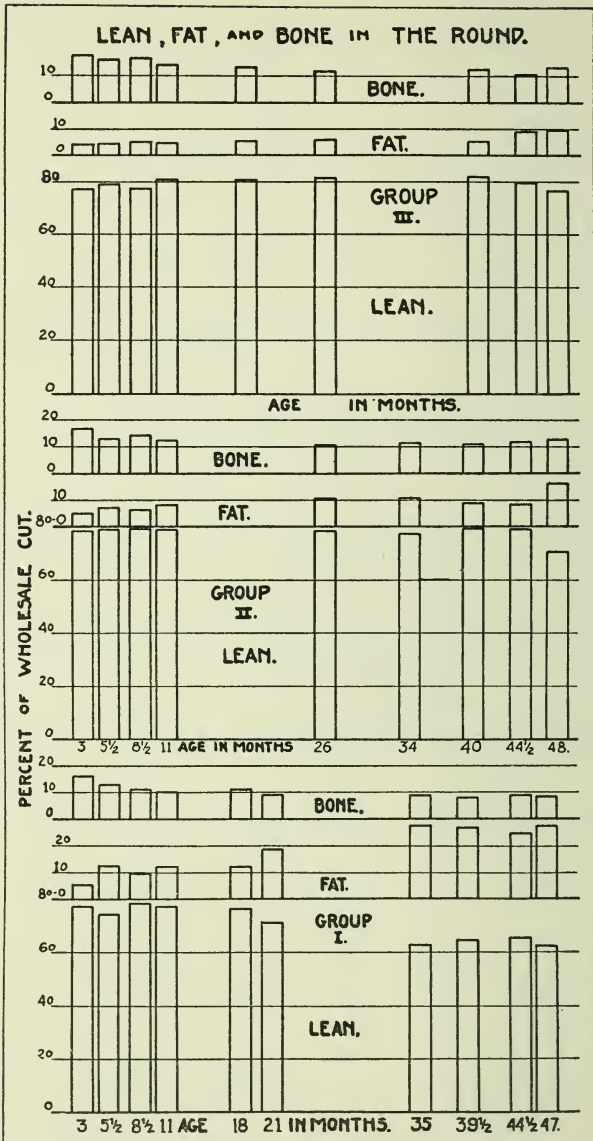 LEAN, FAT, AND BONE IN THE ROUND.
10
0
BONE.
10
0
FAT.
89
GROUP
III.
60
40
LEAN.
20
0
AGE IN MONTHS.
20
10
BONE.
0
10
FAT.
80-0
60
GROUP
II.
40
LEAN.
20
0
3 5½ 8½ 11 AGE IN MONTHS 26 34 40 44½ 48.
PERCENT OF WHOLESALE CUT.
20
10
BONE.
0
20
10
FAT.
80-0
GROUP
I.
60
40
LEAN,
20
0
3 5½ 8½ 11 AGE 18 21 IN MONTHS. 35 39½ 44½ 47.